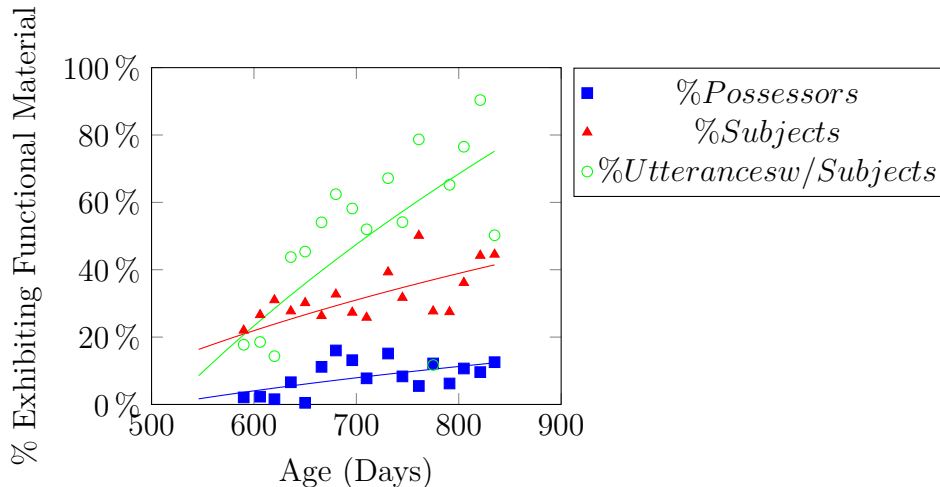 % Exhibiting Functional Material
100 %
80 %
60 %
40 %
20 %
0 %
500
600
700
800
900
Age (Days)
%Possessors
%Subjects
%Utterancesw/Subjects